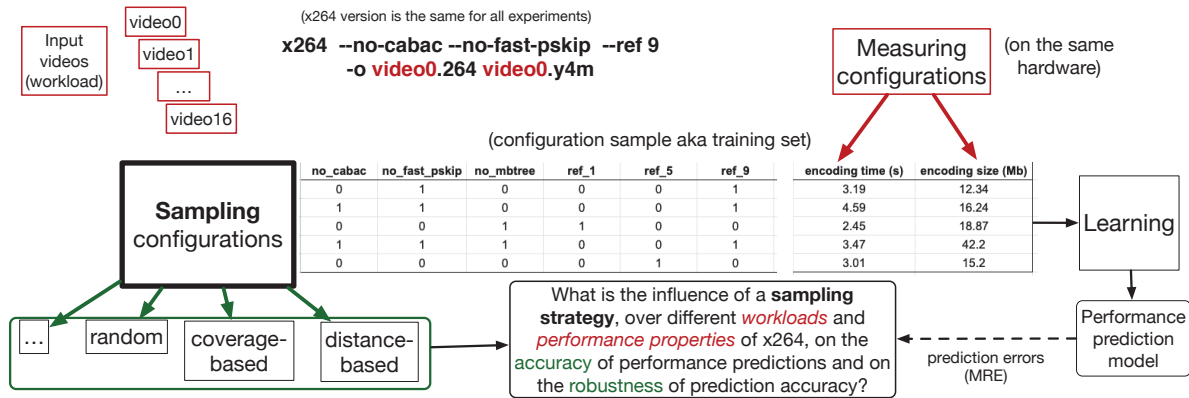 Input
videos
(workload)
video0
video1
...
video16
(x264 version is the same for all experiments)
x264 --no-cabac --no-fast-pskip --ref 9
-o video0.264 video0.y4m
Measuring
configurations
(on the same
hardware)
(configuration sample aka training set)
Sampling
configurations
no_cabac no_fast_pskip no_mbtree ref_1 ref_5 ref_9 encoding time (s) encoding size (Mb)
0 1 0 0 0 1 3.19 12.34
1 1 0 0 0 1 4.59 16.24
0 0 1 1 0 0 2.45 18.87
1 1 1 0 0 1 3.47 42.2
0 0 0 0 1 0 3.01 15.2
Learning
...
random
coverage-
based
distance-
based
What is the influence of a sampling
strategy, over different workloads and
performance properties of x264, on the
accuracy of performance predictions and on
the robustness of prediction accuracy?
prediction errors
(MRE)
Performance
prediction
model